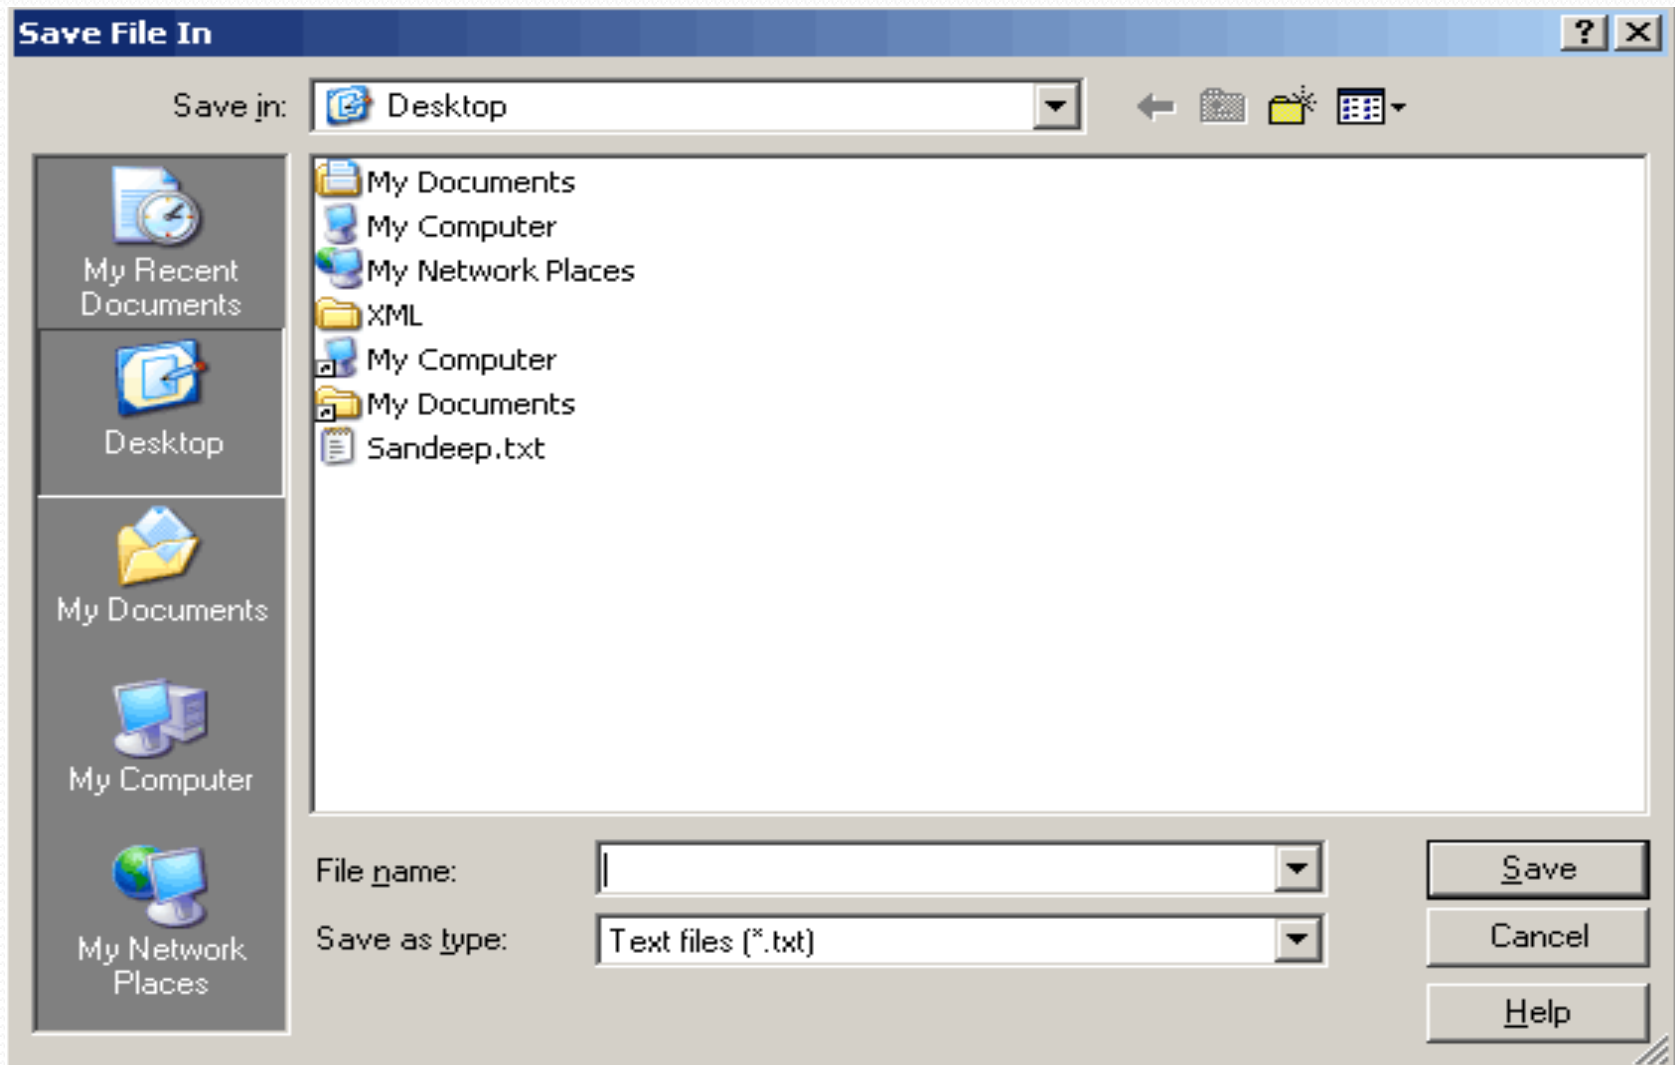 Save File In
Save in:
Desktop
My Recent
Documents
Desktop
My Documents
My Computer
My Network
Places
My Documents
My Computer
My Network Places
XML
My Computer
My Documents
Sandeep.txt
File name:
Save
Save as type:
Text files (*.txt)
Cancel
Help